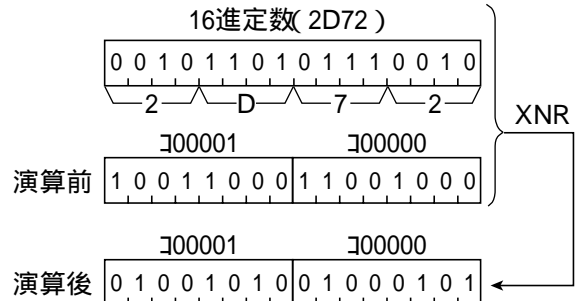 16進定数(2D72)
0 0 1 0 1 1 0 1 0 1 1 1 0 0 1 0
2 D 7 2
XNR
コ00001 コ00000
演算前 1 0 0 1 1 0 0 0 1 1 0 0 1 0 0 0
コ00001 コ00000
演算後 0 1 0 0 1 0 1 0 0 1 0 0 0 1 0 1